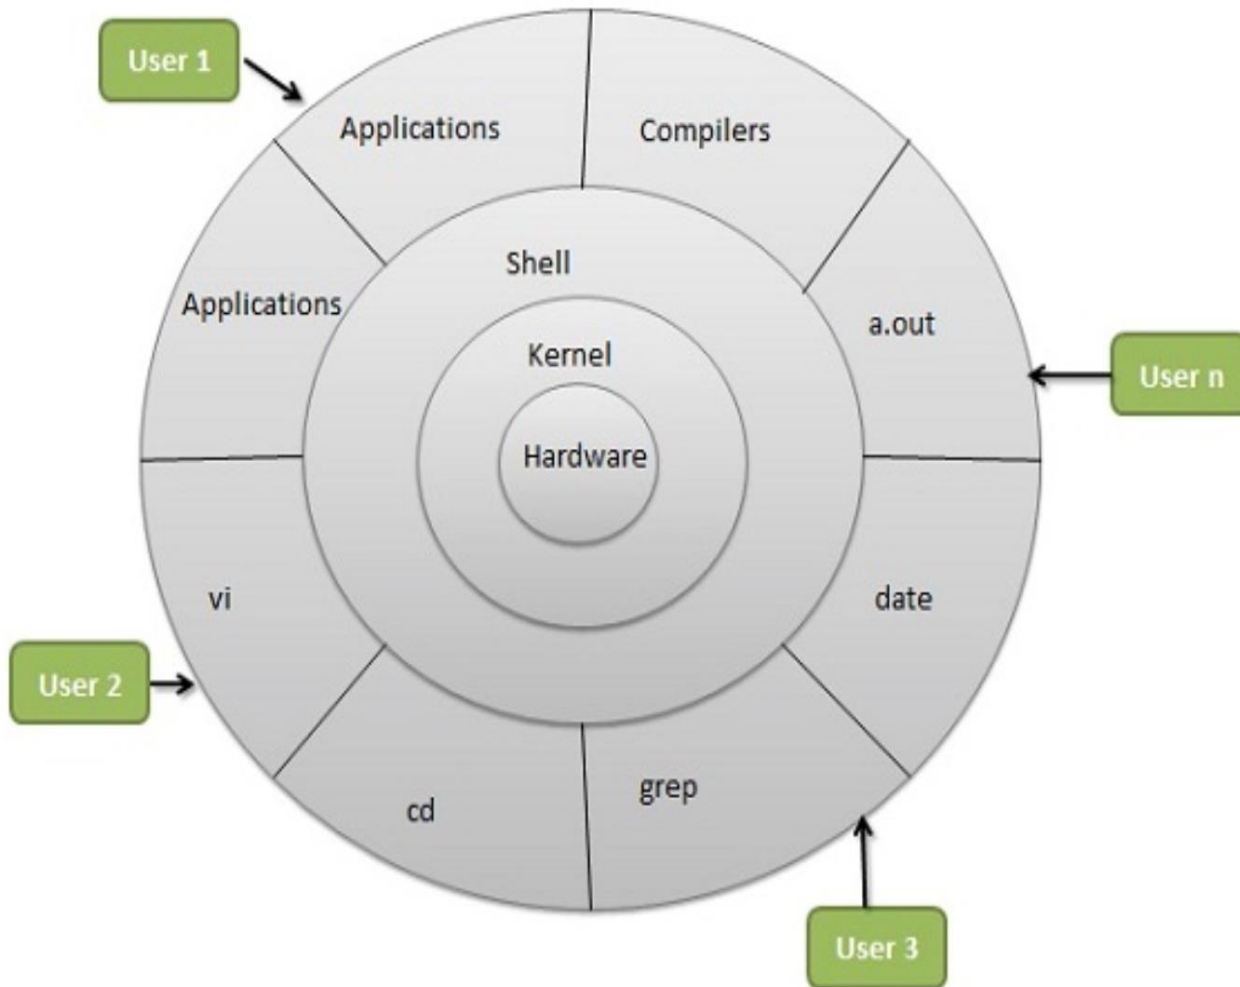 User 1
Applications
Compilers
Shell
Applications
a.out
Kernel
User n
Hardware
vi
date
User 2
grep
cd
User 3